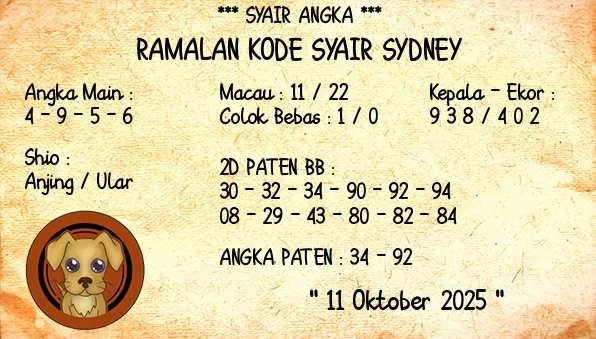 *** SYAIR ANGKA ***
RAMALAN KODE SYAIR SYDNEY
Angka Main :
4 - 9 - 5 - 6
Shio :
Anjing / Ular
Macau : 11 / 22
Colok Bebas : 1 / 0
Kepala - Ekor :
9 3 8 / 4 0 2
2D PATEN BB :
30 - 32 - 34 - 90 - 92 - 94
08 - 29 - 43 - 80 - 82 - 84
ANGKA PATEN : 34 - 92
" 11 Oktober 2025 "